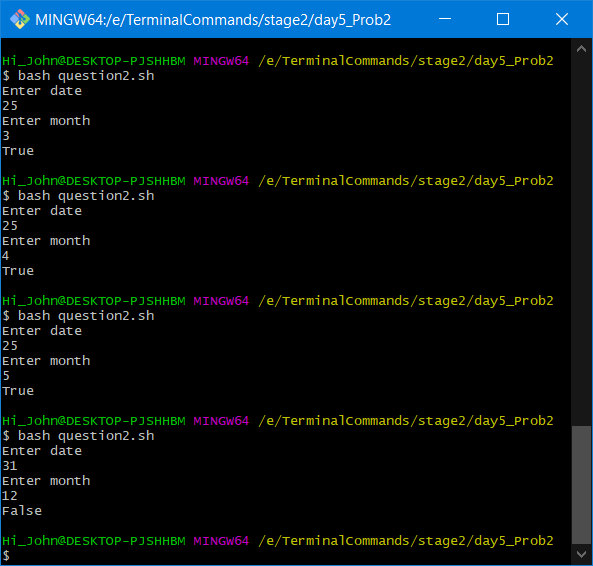 MINGW64:/e/TerminalCommands/stage2/day5_Prob2
Hi_John@DESKTOP-PJSHHBM MINGW64 /e/TerminalCommands/stage2/day5_Prob2
$ bash question2.sh
Enter date
25
Enter month
3
True
Hi_John@DESKTOP-PJSHHBM MINGW64 /e/TerminalCommands/stage2/day5_Prob2
$ bash question2.sh
Enter date
25
Enter month
4
True
Hi_John@DESKTOP-PJSHHBM MINGW64 /e/TerminalCommands/stage2/day5_Prob2
$ bash question2.sh
Enter date
25
Enter month
5
True
Hi_John@DESKTOP-PJSHHBM MINGW64 /e/TerminalCommands/stage2/day5_Prob2
$ bash question2.sh
Enter date
31
Enter month
12
False
Hi_John@DESKTOP-PJSHHBM MINGW64 /e/TerminalCommands/stage2/day5_Prob2
$